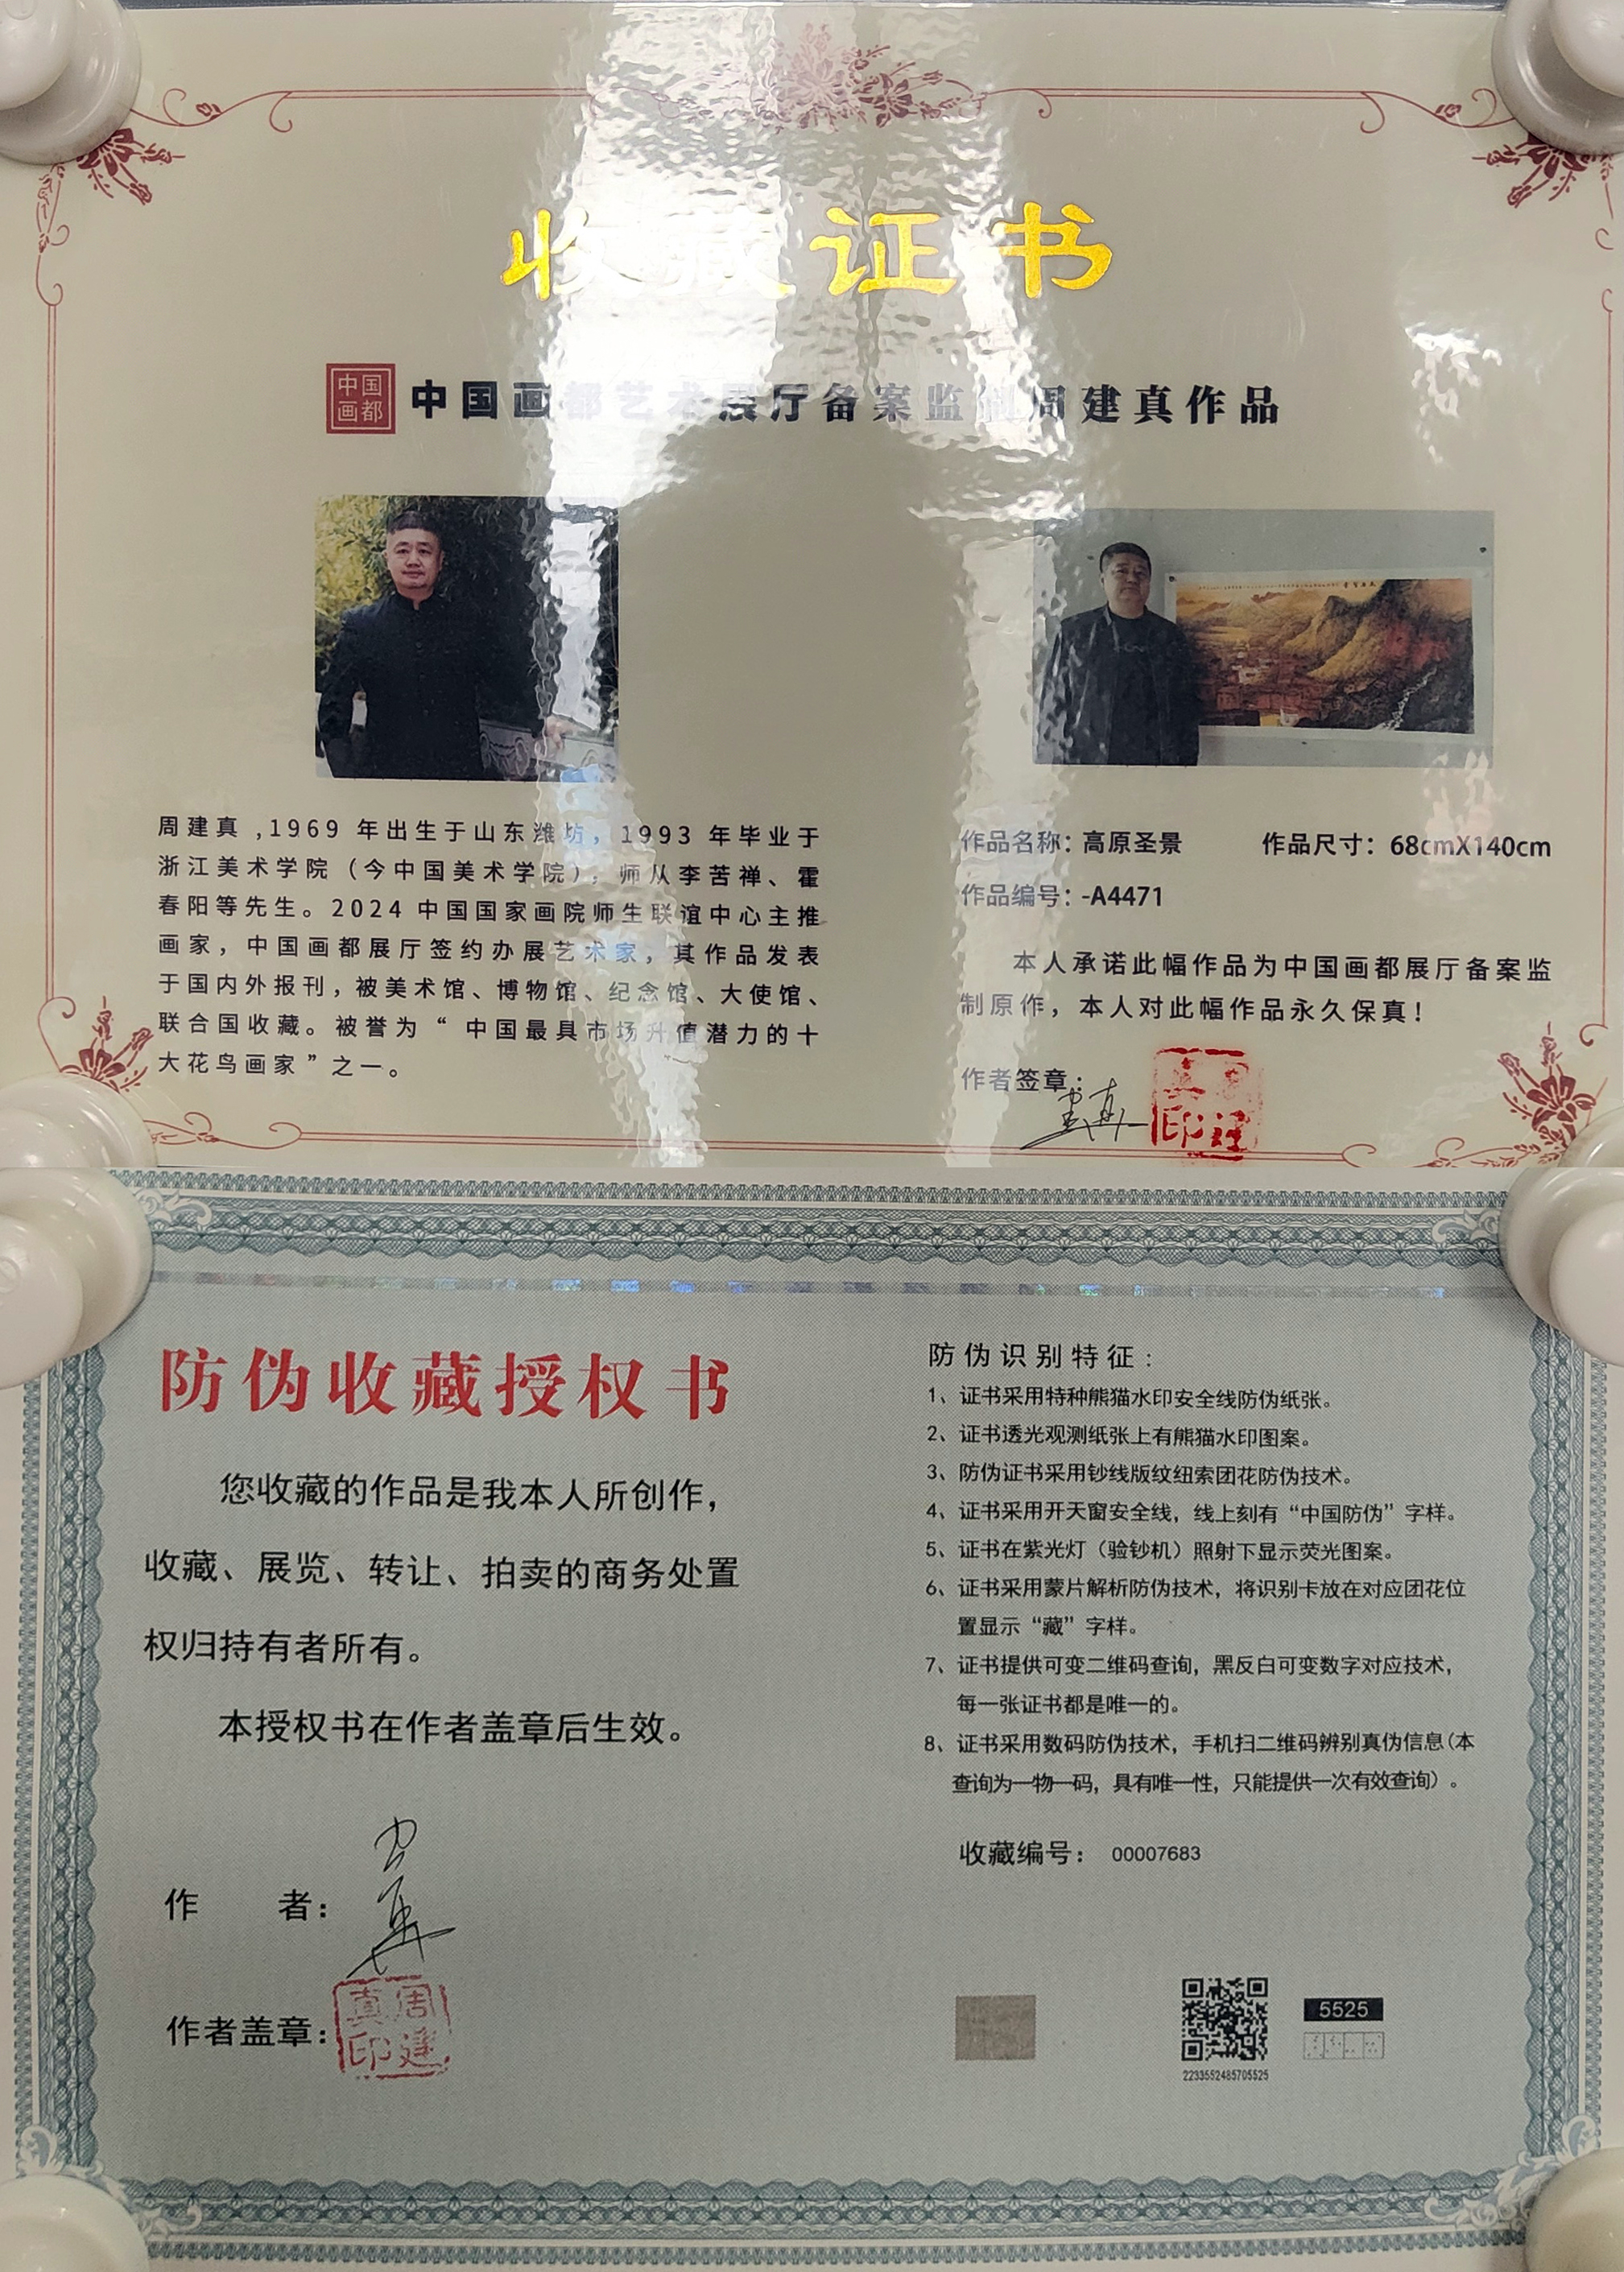 收藏证书
中国
画都
中国画都艺术展厅备案监制周建真作品
周建真,1969 年出生于山东潍坊，1993 年毕业于
浙江美术学院（今中国美术学院），师从李苦禅、霍
春阳等先生。2024 中国国家画院师生联谊中心主推
画家，中国画都展厅签约办展艺术家，其作品发表
于国内外报刊，被美术馆、博物馆、纪念馆、大使馆、
联合国收藏。被誉为“ 中国最具市场升值潜力的十
大花鸟画家 ”之一。
作品名称：高原圣景 作品尺寸：68cmX140cm
作品编号：-A4471
本人承诺此幅作品为中国画都展厅备案监
制原作，本人对此幅作品永久保真！
作者签章：
防伪收藏授权书
您收藏的作品是我本人所创作，
收藏、展览、转让、拍卖的商务处置
权归持有者所有。
本授权书在作者盖章后生效。
作 者：
作者盖章：
周建真印
防伪识别特征：
1、证书采用特种熊猫水印安全线防伪纸张。
2、证书透光观测纸张上有熊猫水印图案。
3、防伪证书采用钞线版纹纽索团花防伪技术。
4、证书采用开天窗安全线，线上刻有“中国防伪”字样。
5、证书在紫光灯（验钞机）照射下显示荧光图案。
6、证书采用蒙片解析防伪技术，将识别卡放在对应团花位
置显示“藏”字样。
7、证书提供可变二维码查询，黑反白可变数字对应技术，
每一张证书都是唯一的。
8、证书采用数码防伪技术，手机扫二维码辨别真伪信息(本
查询为一物一码，具有唯一性，只能提供一次有效查询）。
收藏编号： 00007683
5525
2233552485705525